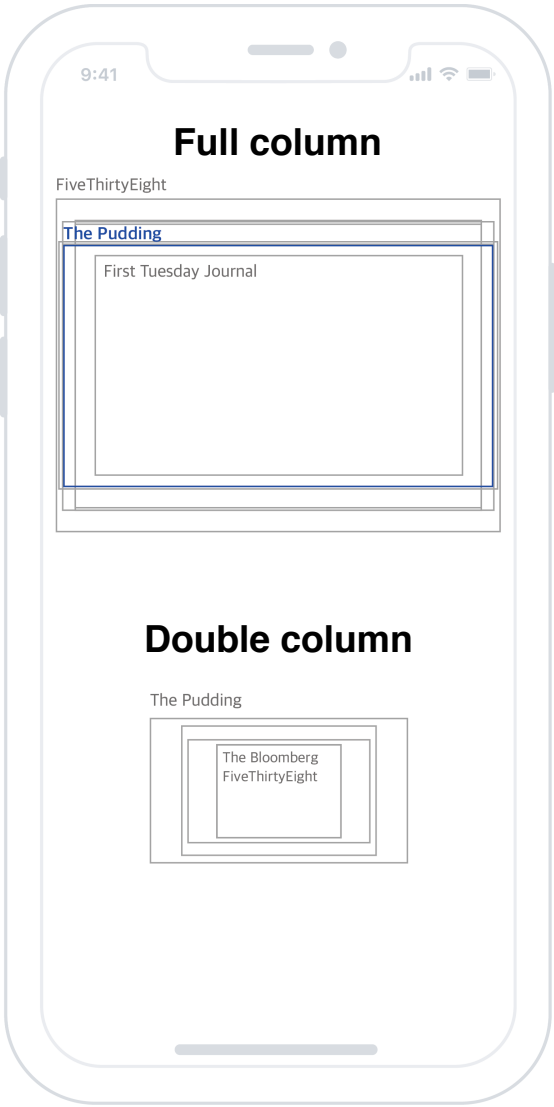 9:41
Full column
FiveThirtyEight
The Pudding
First Tuesday Journal
Double column
The Pudding
The Bloomberg
FiveThirtyEight